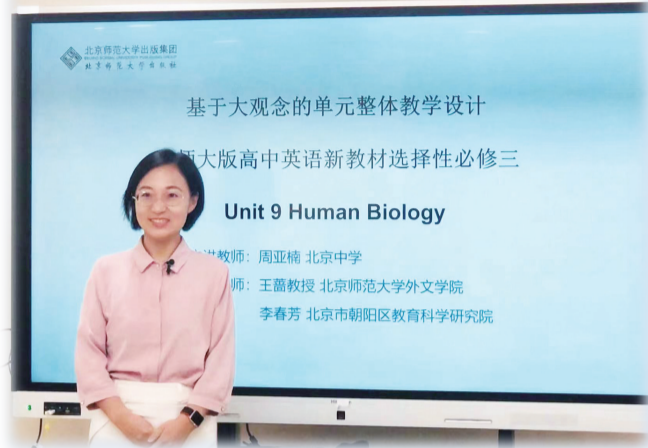 北京师范大学出版集团
北京师范大学出版社
基于大观念的单元整体教学设计
师大版高中英语新教材选择性必修三
Unit 9 Human Biology
讲教师：周亚楠 北京中学
师：王蔷教授 北京师范大学外文学院
李春芳 北京市朝阳区教育科学研究院